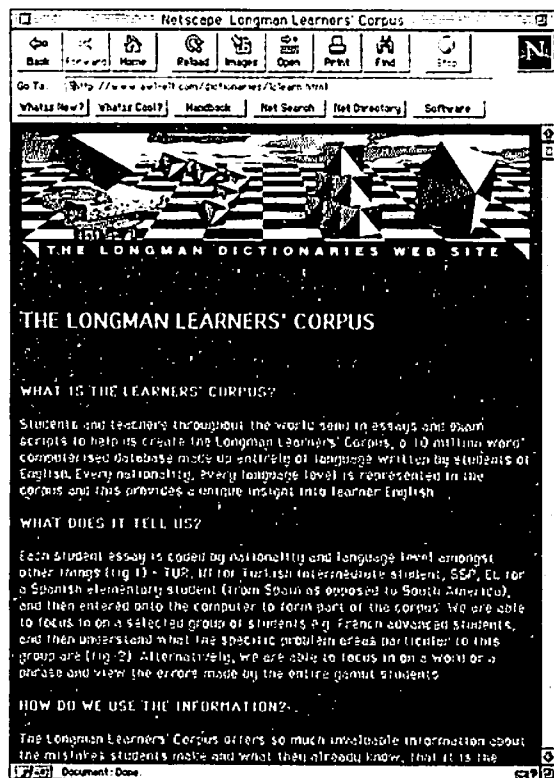 Netscape Longman Learners' Corpus
Back Forward Home Reload Images Open Print Find Stop
N
Go To: http://www.awl-elt.com/dictionaries/lclearn.html
What's New? What's Cool? Handbook Net Search Net Directory Software
THE LONGMAN DICTIONARIES WEB SITE
THE LONGMAN LEARNERS' CORPUS
WHAT IS THE LEARNERS' CORPUS?
Students and teachers throughout the world send in essays and exam
scripts to help us create the Longman Learners' Corpus, a 10 million word
computerised database made up entirely of language written by students of
English. Every nationality, every language level is represented in the
corpus and this provides a unique insight into learner English
WHAT DOES IT TELL US?
Each student essay is coded by nationality and language level amongst
other things (fig 1) - TUR, IN for Turkish intermediate student, SSP, EL for
a Spanish elementary student (from Spain as opposed to South America),
and then entered onto the computer to form part of the corpus. We are able
to focus in on a selected group of students e.g. French advanced students,
and then understand what the specific problem areas particular to this
group are (fig 2). Alternatively, we are able to focus in on a word or a
phrase and view the errors made by the entire gamut students
HOW DO WE USE THE INFORMATION?
The Longman Learners' Corpus offers so much invaluable information about
the mistakes students make and what they already know, that it is the
Document: Done.